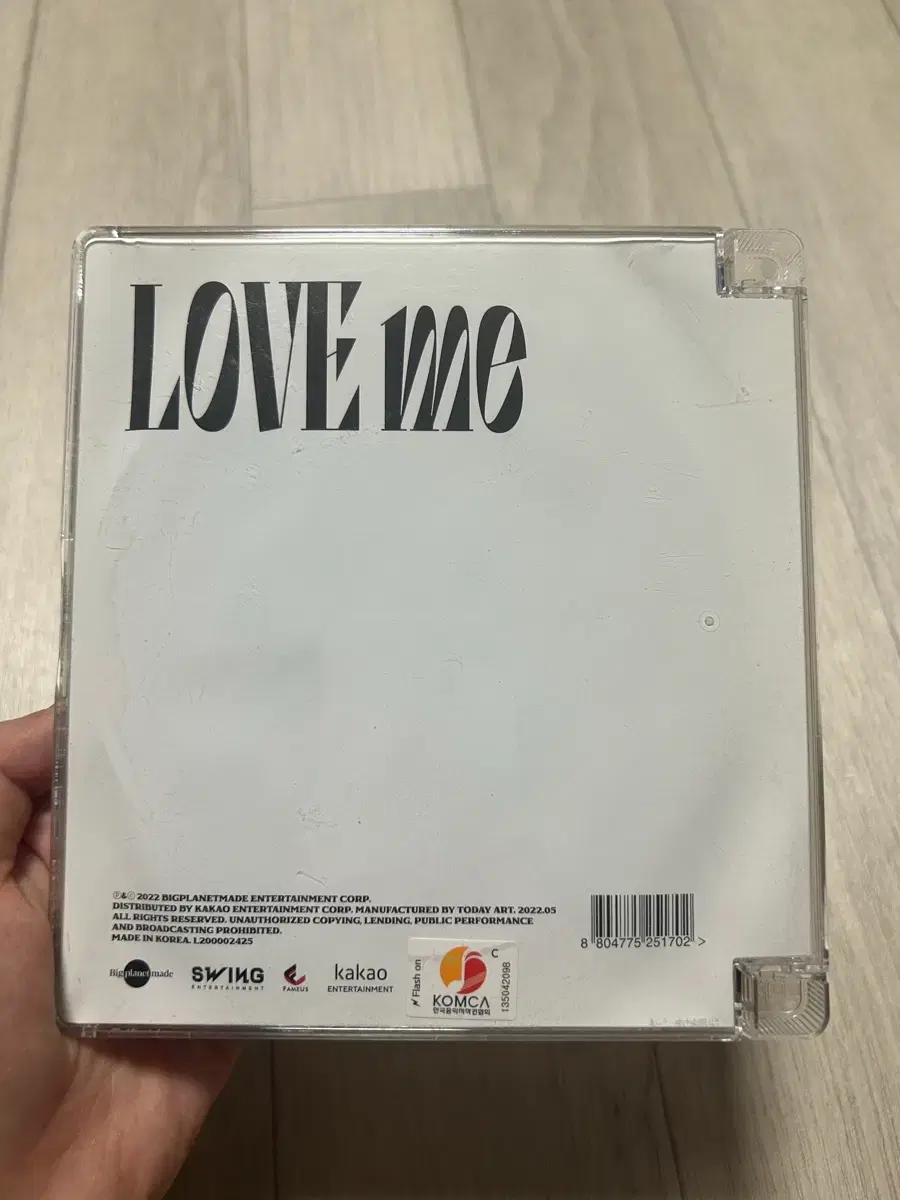 LOVE me
℗&© 2022 BIGPLANETMADE ENTERTAINMENT CORP.
DISTRIBUTED BY KAKAO ENTERTAINMENT CORP. MANUFACTURED BY TODAY ART. 2022.05
ALL RIGHTS RESERVED. UNAUTHORIZED COPYING, LENDING, PUBLIC PERFORMANCE
AND BROADCASTING PROHIBITED.
MADE IN KOREA. L200002425
8 804775 251702 >
Bigplanetmade
SWING
ENTERTAINMENT
FAMEUS
kakao
ENTERTAINMENT
Flash on
C
KOMCA
한국음악저작권협회
135042098